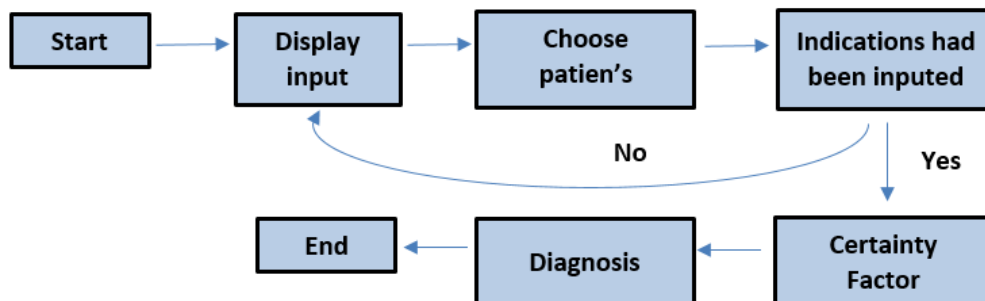 Start
Display
input
Choose
patien's
Indications had
been inputed
No
Yes
End
Diagnosis
Certainty
Factor